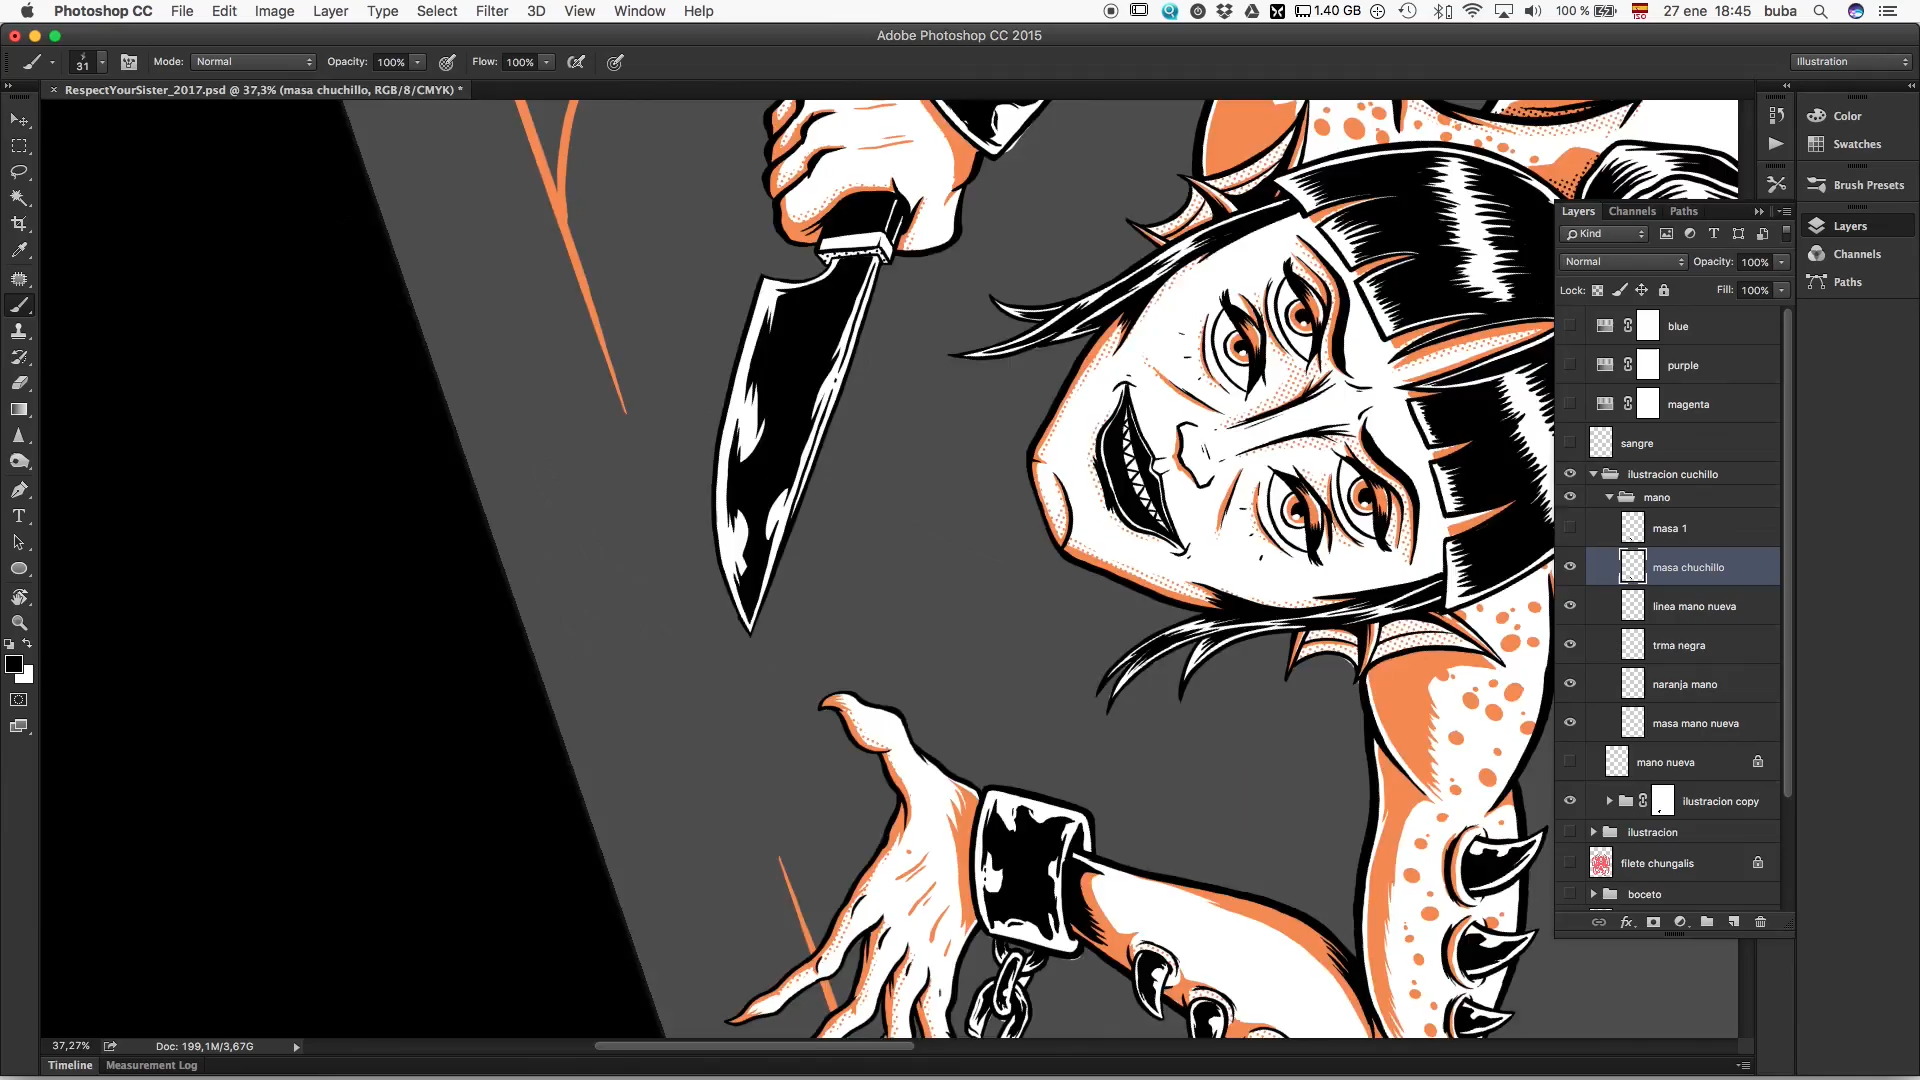 Photoshop CC File Edit Image Layer Type Select Filter 3D View Window Help 1.40 GB 100 % ISO 27 ene 18:45 buba
Adobe Photoshop CC 2015
31 Mode: Normal Opacity: 100% Flow: 100% Illustration
× RespectYourSister_2017.psd @ 37,3% (masa chuchillo, RGB/8/CMYK) *
Color
Swatches
Brush Presets
Layers
Channels
Paths
Layers Channels Paths
Kind
Normal Opacity: 100%
Lock: Fill: 100%
blue
purple
magenta
sangre
ilustracion cuchillo
mano
masa 1
masa chuchillo
linea mano nueva
trma negra
naranja mano
masa mano nueva
mano nueva
ilustracion copy
ilustracion
filete chungalis
boceto
fx
37,27% Doc: 199,1M/3,67G
Timeline Measurement Log